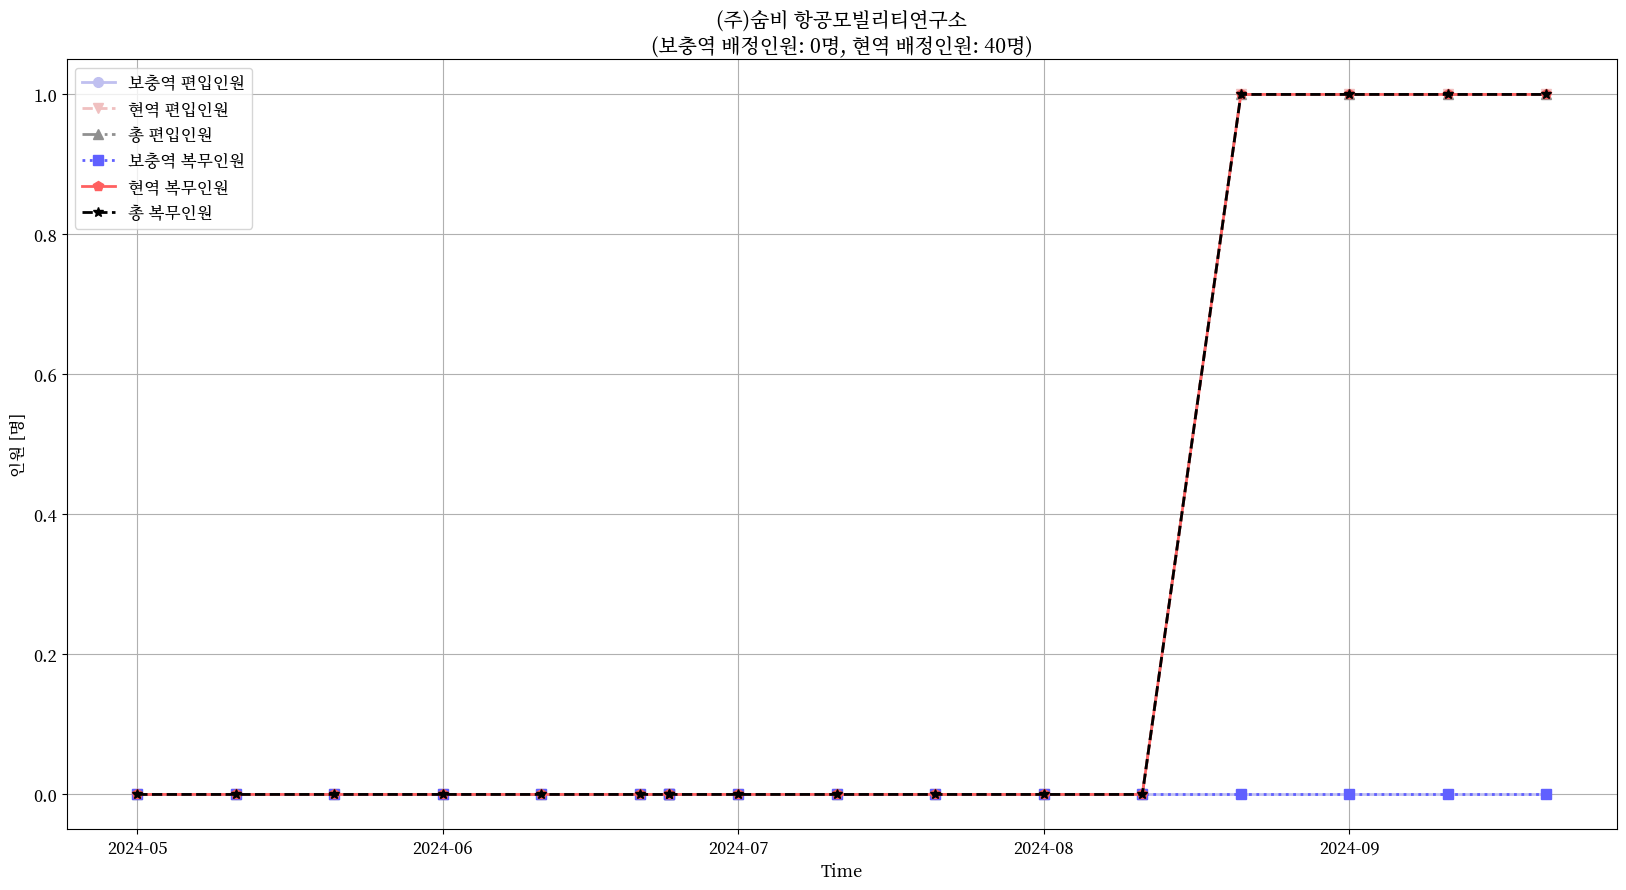 (주)숨비 항공모빌리티연구소
(보충역 배정인원: 0명, 현역 배정인원: 40명)
보충역 편입인원
현역 편입인원
총 편입인원
보충역 복무인원
현역 복무인원
총 복무인원
1.0
0.8
0.6
0.4
0.2
0.0
인원 [명]
2024-05
2024-06
2024-07
2024-08
2024-09
Time